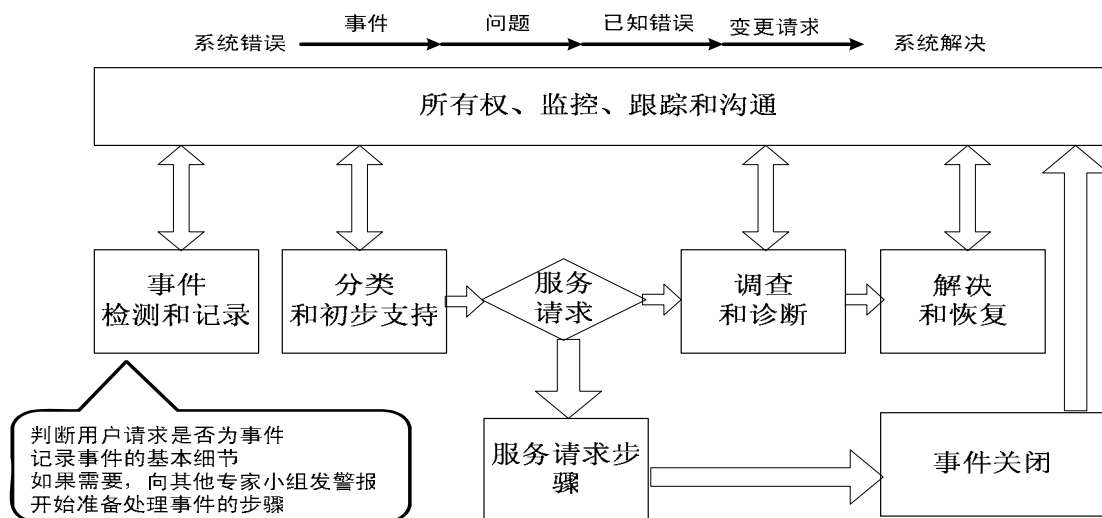 系统错误 事件 问题 已知错误 变更请求 系统解决
所有权、监控、跟踪和沟通
事件
检测和记录
分类
和初步支持
服务
请求
调查
和诊断
解决
和恢复
判断用户请求是否为事件
记录事件的基本细节
如果需要，向其他专家小组发警报
开始准备处理事件的步骤
服务请求步
骤
事件关闭